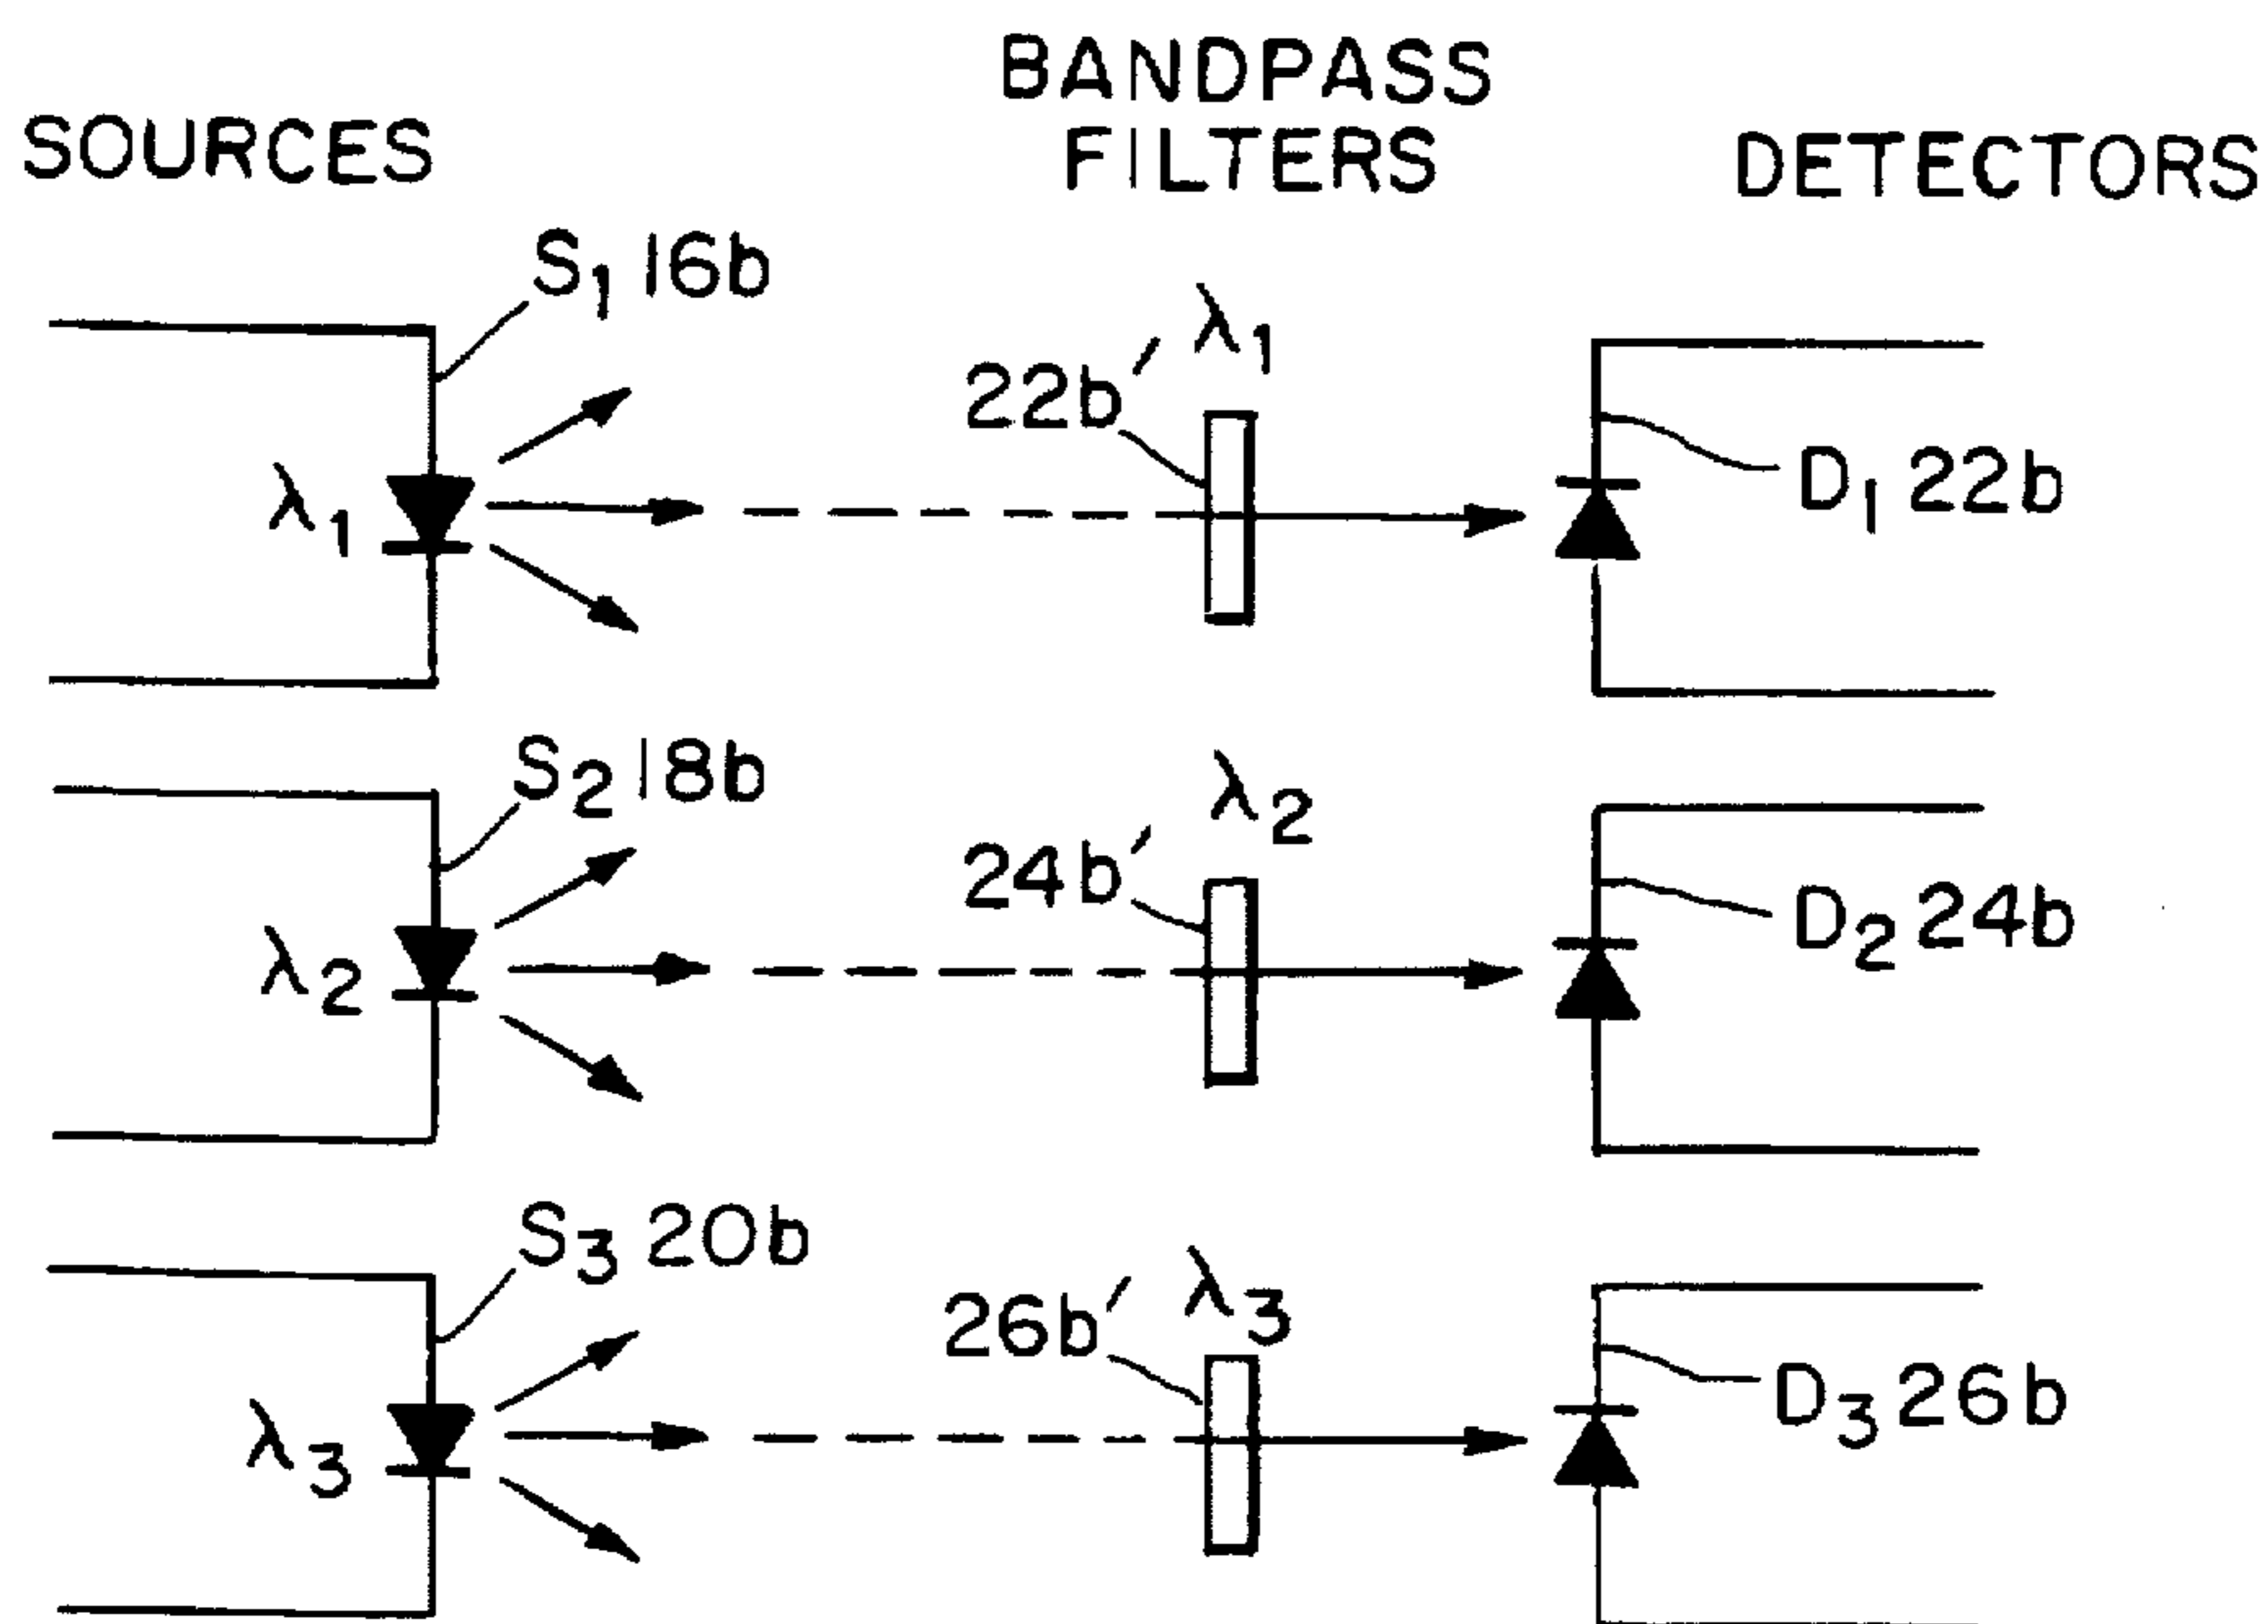 SOURCES
BANDPASS
FILTERS
DETECTORS
S₁ 16b
λ₁
22b′
λ₁
D₁ 22b
S₂ 18b
λ₂
24b′
λ₂
D₂ 24b
S₃ 20b
λ₃
26b′
λ₃
D₃ 26b